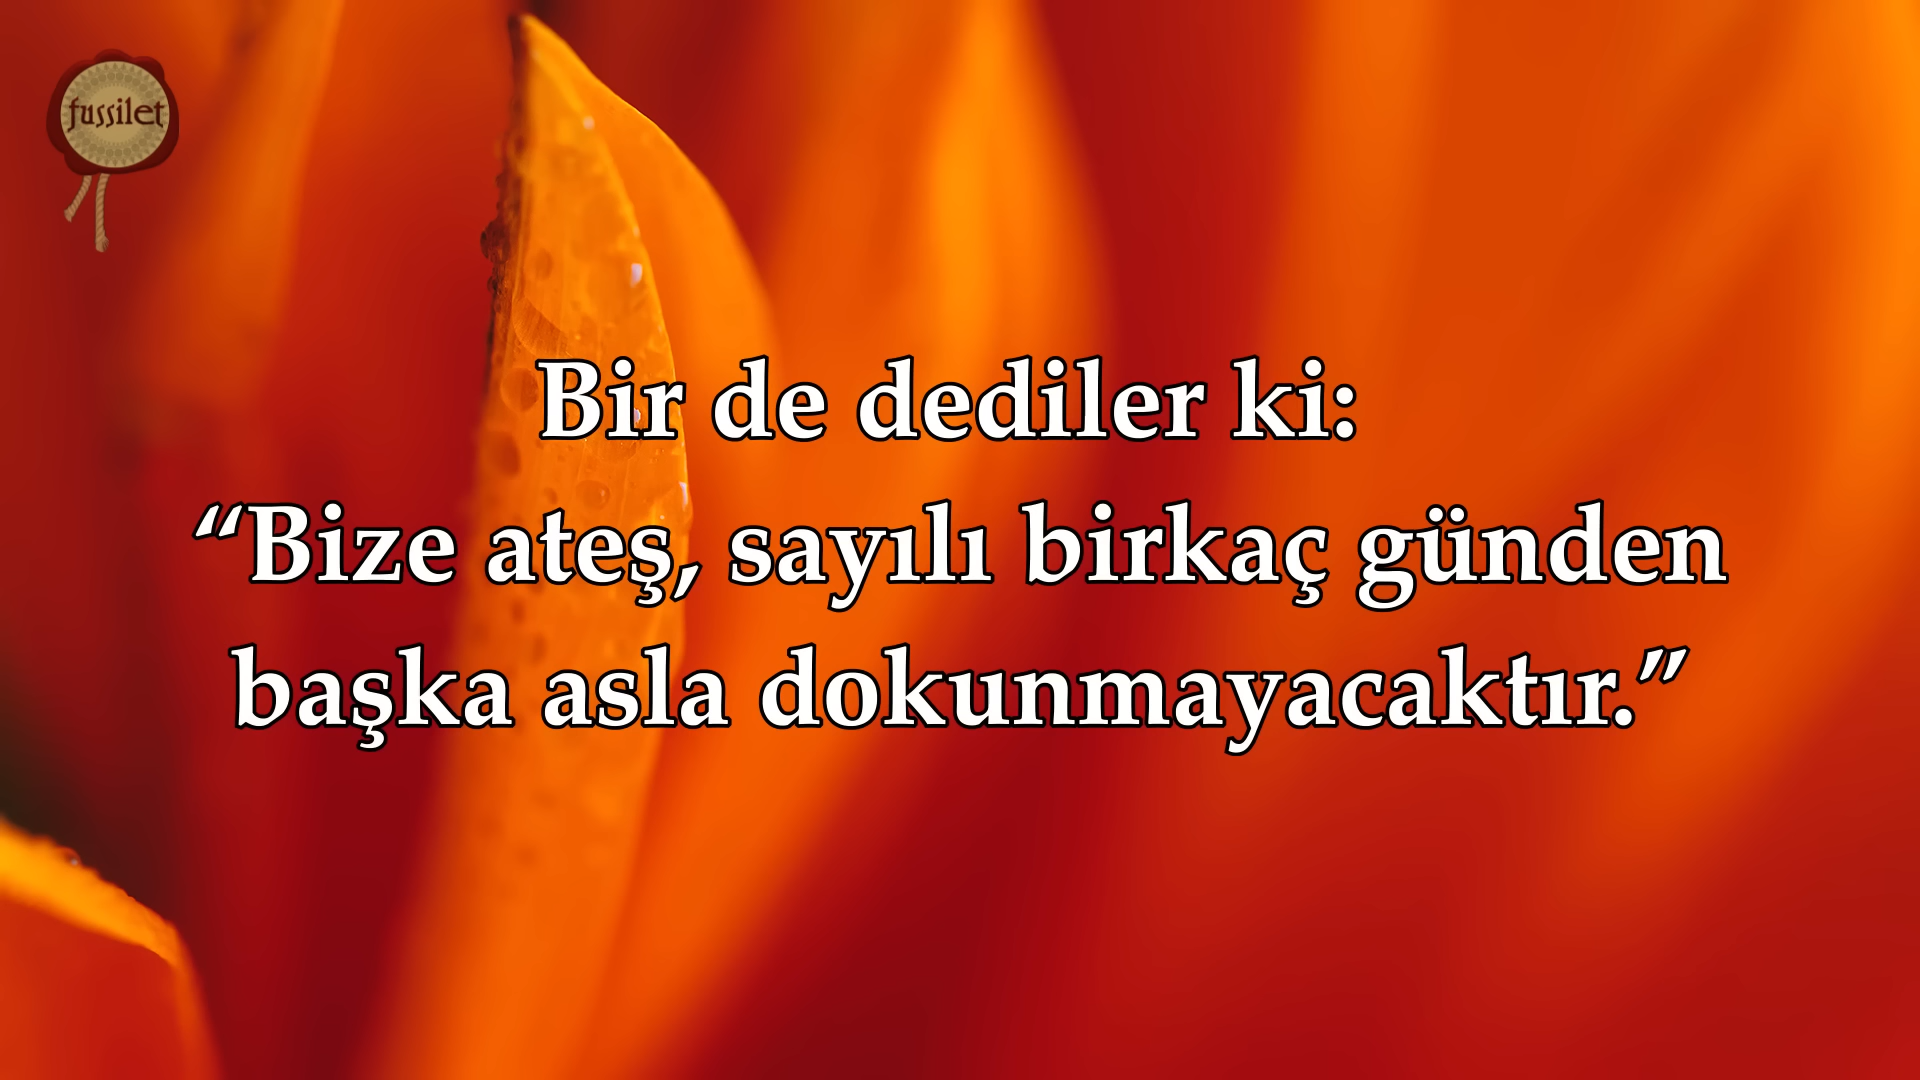 fussilet
Bir de dediler ki:
“Bize ateş, sayılı birkaç günden
başka asla dokunmayacaktır.”